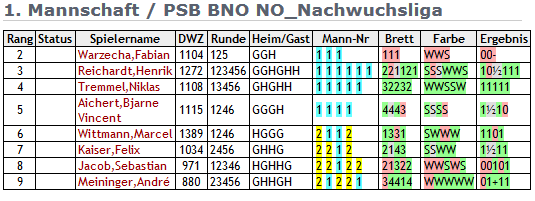 1. Mannschaft / PSB BNO NO_Nachwuchsliga
Rang Status Spielername DWZ Runde Heim/Gast Mann-Nr Brett Farbe Ergebnis
2 Warzecha,Fabian 1104 125 GGH 1 1 1 111 WWS 00-
3 Reichardt,Henrik 1272 123456 GGHGHH 1 1 1 1 1 1 221121 SSSWWS 10½111
4 Tremmel,Niklas 1108 13456 GHGHH 1 1 1 1 1 32232 WWSSW 11111
5 Aichert,Bjarne Vincent 1115 1246 GGGH 1 1 1 1 4443 SSSS 1½10
6 Wittmann,Marcel 1389 1246 HGGG 2 1 1 2 1331 SWWW 1101
7 Kaiser,Felix 1034 2456 GHHG 2 1 1 2 2143 SSWW 1½11
8 Jacob,Sebastian 971 12346 HGHHG 2 2 1 2 2 21322 WWSWS 00101
9 Meininger,André 880 23456 GHHGH 2 1 2 2 1 34414 WWWWW 01+11